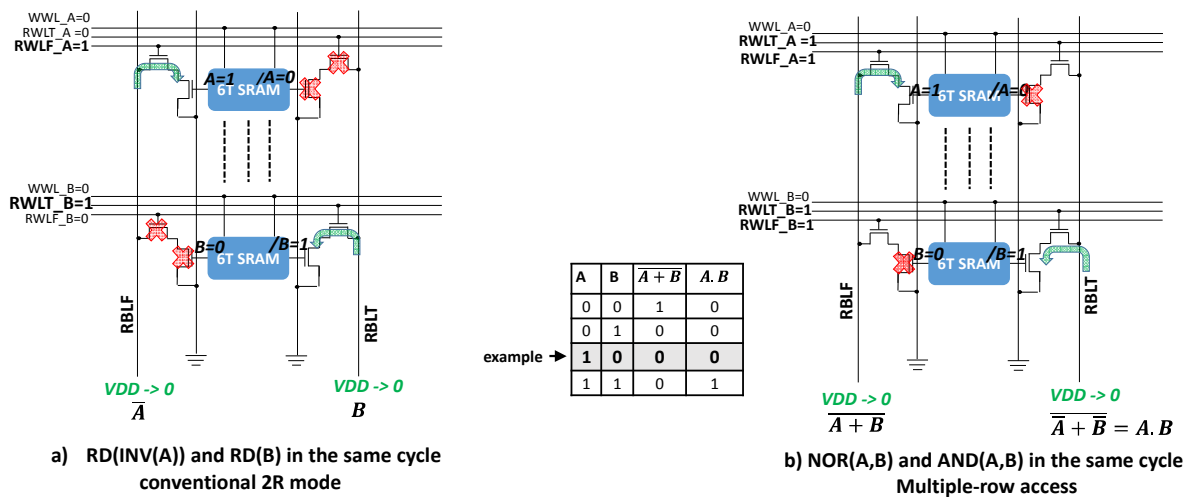 WWL_A=0
RWLT_A =0
RWLF_A=1
A=1
/A=0
6T SRAM
WWL_B=0
RWLT_B=1
RWLF_B=0
B=0
/B=1
6T SRAM
RBLF
RBLT
VDD -> 0
VDD -> 0
A̅
B
a) RD(INV(A)) and RD(B) in the same cycle
conventional 2R mode
A B A̅ ̅+̅ ̅B̅ A.B
0 0 1 0
0 1 0 0
example 1 0 0 0
1 1 0 1
WWL_A=0
RWLT_A =1
RWLF_A=1
A=1
/A=0
6T SRAM
WWL_B=0
RWLT_B=1
RWLF_B=1
B=0
/B=1
6T SRAM
RBLF
RBLT
VDD -> 0
VDD -> 0
A̅ ̅+̅ ̅B̅
A̿ ̅+̅ ̅B̿ = A.B
b) NOR(A,B) and AND(A,B) in the same cycle
Multiple-row access